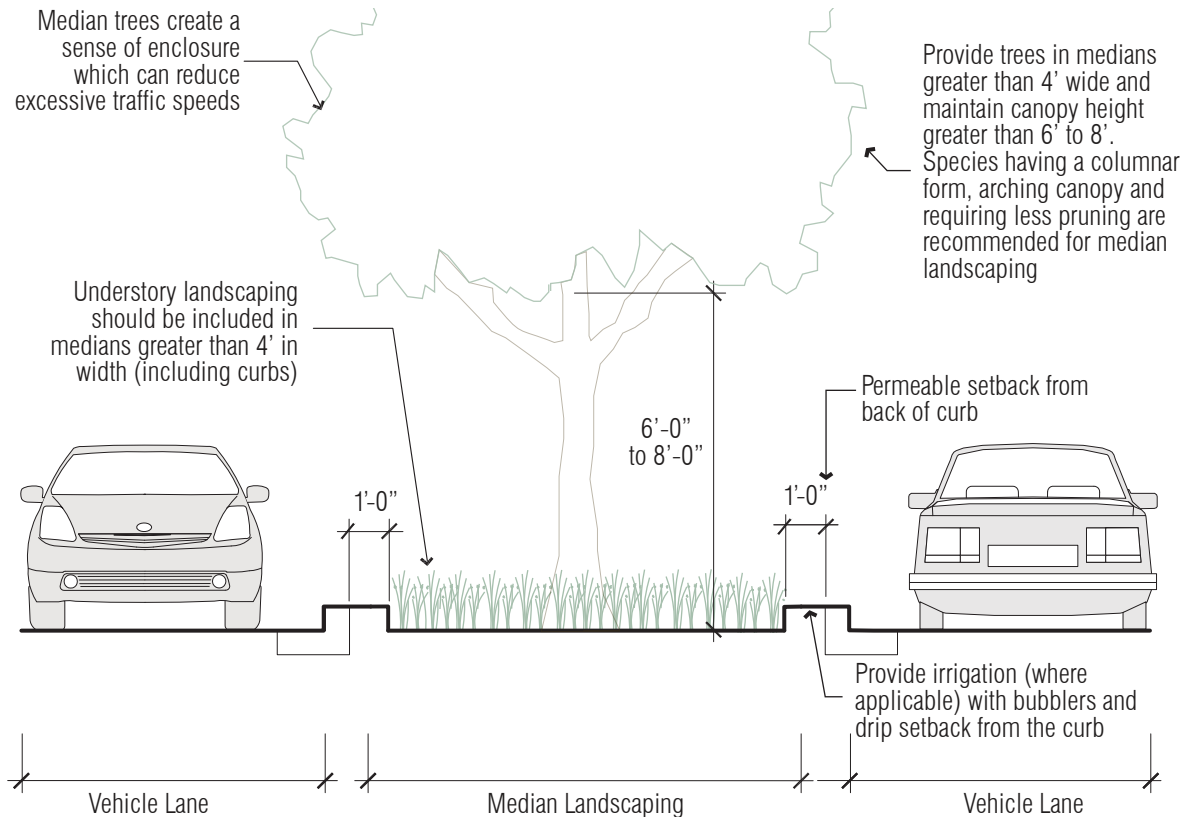 Median trees create a
sense of enclosure
which can reduce
excessive traffic speeds
Provide trees in medians
greater than 4’ wide and
maintain canopy height
greater than 6’ to 8’.
Species having a columnar
form, arching canopy and
requiring less pruning are
recommended for median
landscaping
Understory landscaping
should be included in
medians greater than 4’ in
width (including curbs)
Permeable setback from
back of curb
6’-0”
to 8’-0”
1’-0”
1’-0”
Provide irrigation (where
applicable) with bubblers and
drip setback from the curb
Vehicle Lane
Median Landscaping
Vehicle Lane